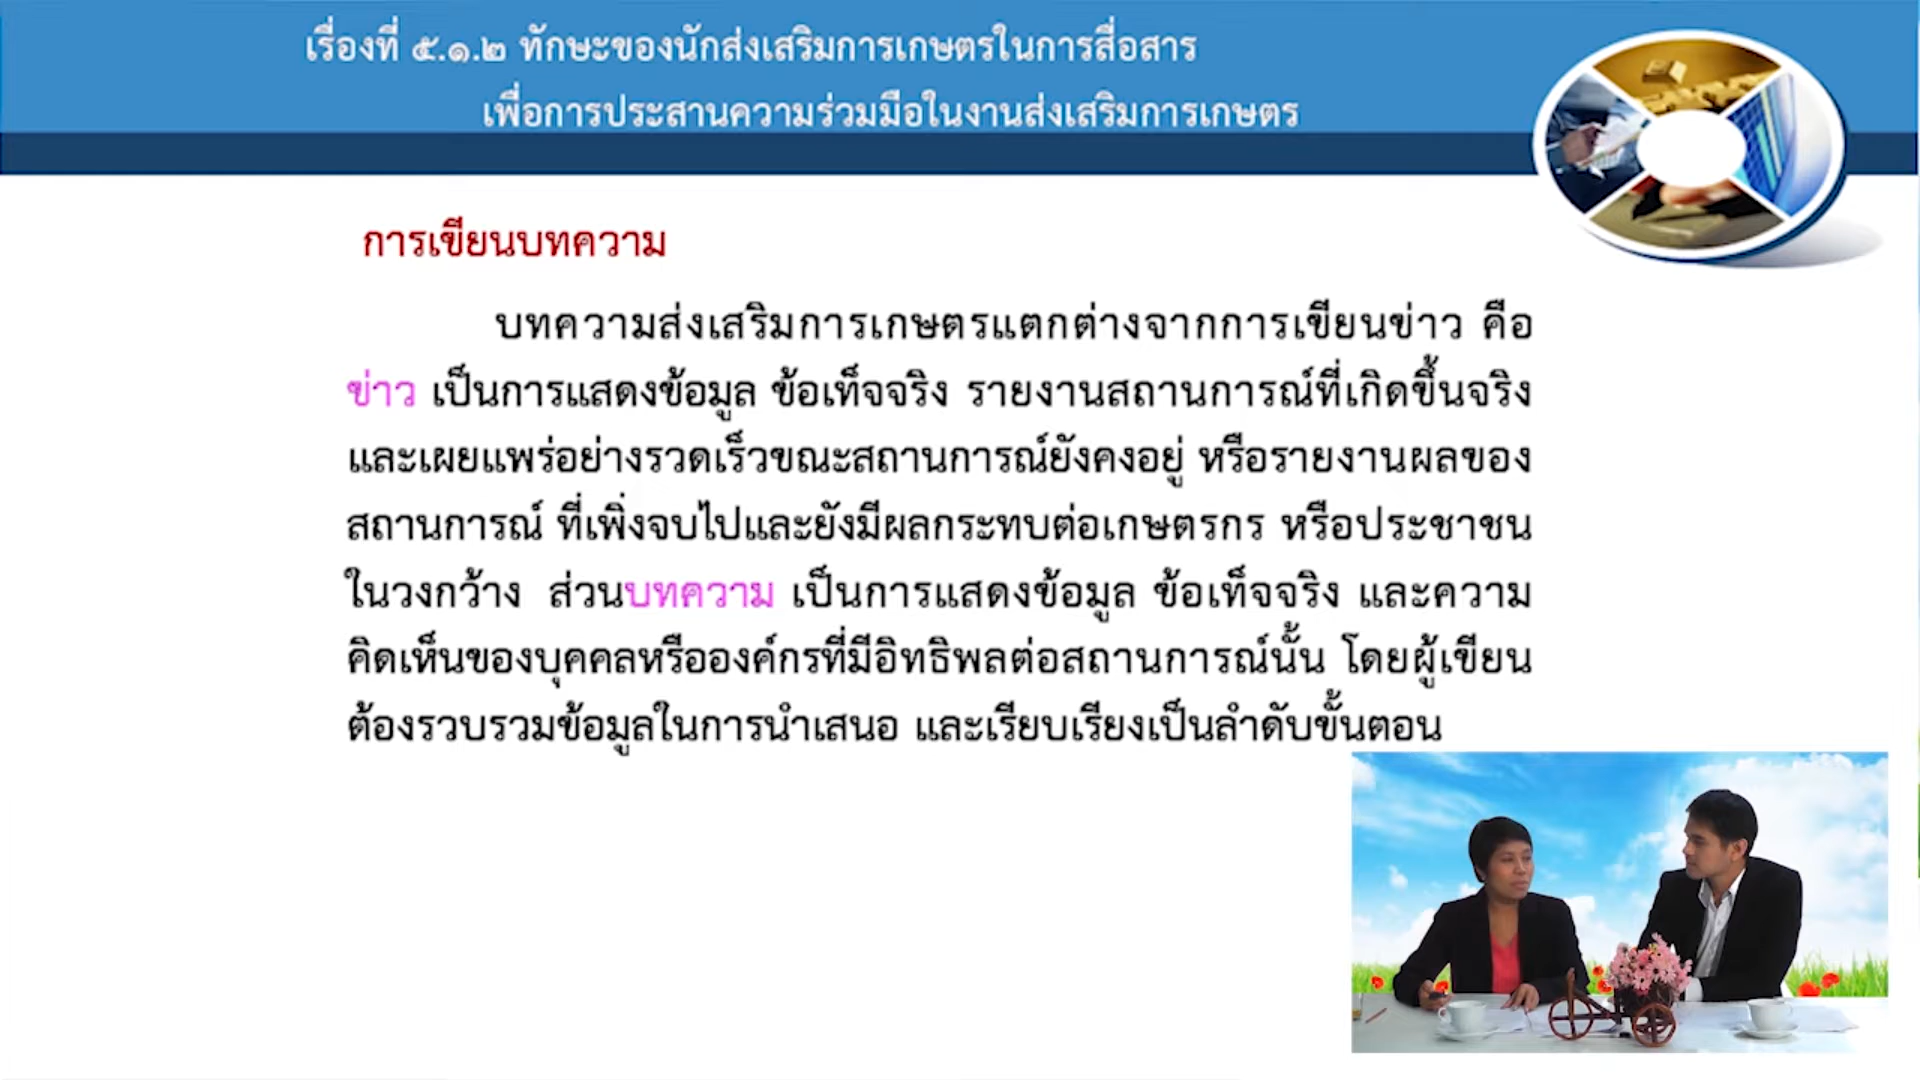 เรื่องที่ ๕.๑.๒ ทักษะของนักส่งเสริมการเกษตรในการสื่อสาร
เพื่อการประสานความร่วมมือในงานส่งเสริมการเกษตร
การเขียนบทความ
บทความส่งเสริมการเกษตรแตกต่างจากการเขียนข่าว คือ
ข่าว เป็นการแสดงข้อมูล ข้อเท็จจริง รายงานสถานการณ์ที่เกิดขึ้นจริง
และเผยแพร่อย่างรวดเร็วขณะสถานการณ์ยังคงอยู่ หรือรายงานผลของ
สถานการณ์ ที่เพิ่งจบไปและยังมีผลกระทบต่อเกษตรกร หรือประชาชน
ในวงกว้าง ส่วนบทความ เป็นการแสดงข้อมูล ข้อเท็จจริง และความ
คิดเห็นของบุคคลหรือองค์กรที่มีอิทธิพลต่อสถานการณ์นั้น โดยผู้เขียน
ต้องรวบรวมข้อมูลในการนำเสนอ และเรียบเรียงเป็นลำดับขั้นตอน